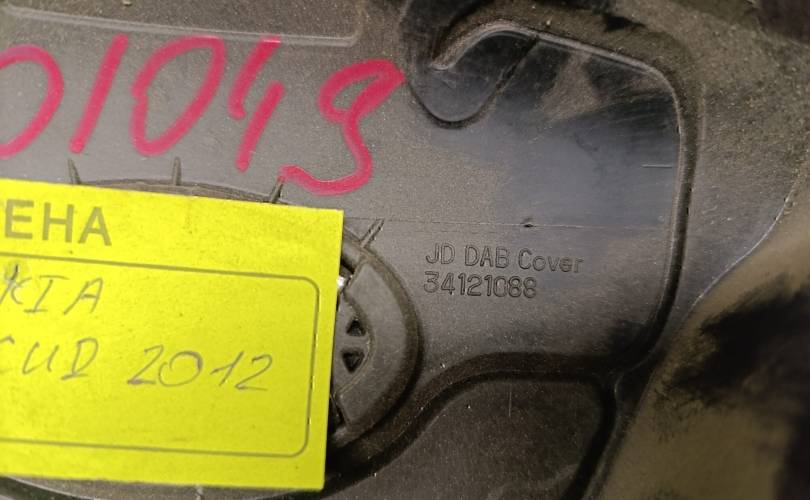 01049
ЕНА
KIA
CUD 2012
JD DAB Cover
34121088